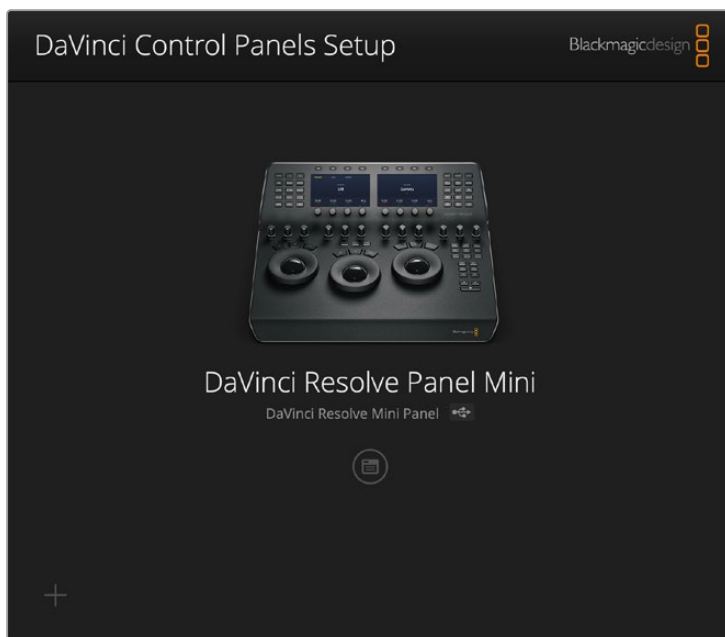 DaVinci Control Panels Setup
Blackmagicdesign
DaVinci Resolve Panel Mini
DaVinci Resolve Mini Panel